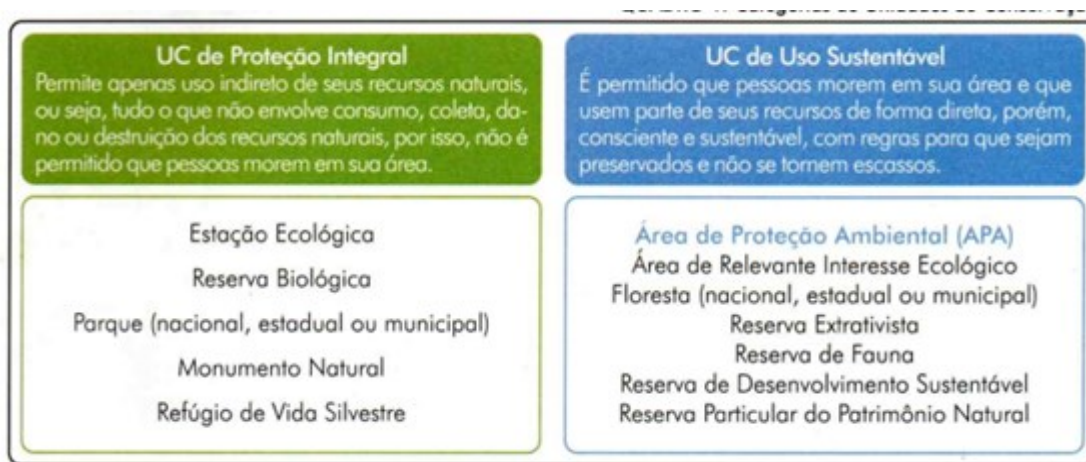 UC de Proteção Integral
Permite apenas uso indireto de seus recursos naturais,
ou seja, tudo o que não envolve consumo, coleta, da-
no ou destruição dos recursos naturais, por isso, não é
permitido que pessoas morem em sua área.
Estação Ecológica
Reserva Biológica
Parque (nacional, estadual ou municipal)
Monumento Natural
Refúgio de Vida Silvestre
UC de Uso Sustentável
É permitido que pessoas morem em sua área e que
usem parte de seus recursos de forma direta, porém,
consciente e sustentável, com regras para que sejam
preservados e não se tornem escassos.
Área de Proteção Ambiental (APA)
Área de Relevante Interesse Ecológico
Floresta (nacional, estadual ou municipal)
Reserva Extrativista
Reserva de Fauna
Reserva de Desenvolvimento Sustentável
Reserva Particular do Patrimônio Natural